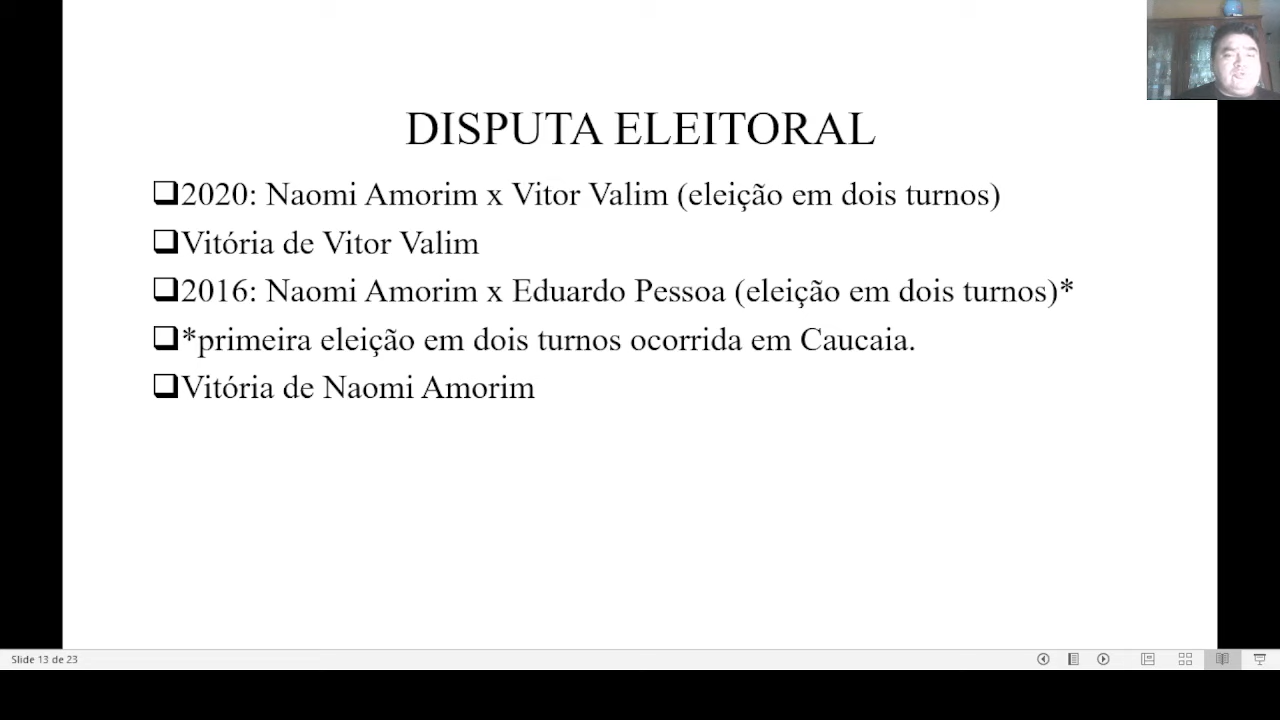 DISPUTA ELEITORAL
2020: Naomi Amorim x Vitor Valim (eleição em dois turnos)
Vitória de Vitor Valim
2016: Naomi Amorim x Eduardo Pessoa (eleição em dois turnos)*
*primeira eleição em dois turnos ocorrida em Caucaia.
Vitória de Naomi Amorim
Slide 13 de 23